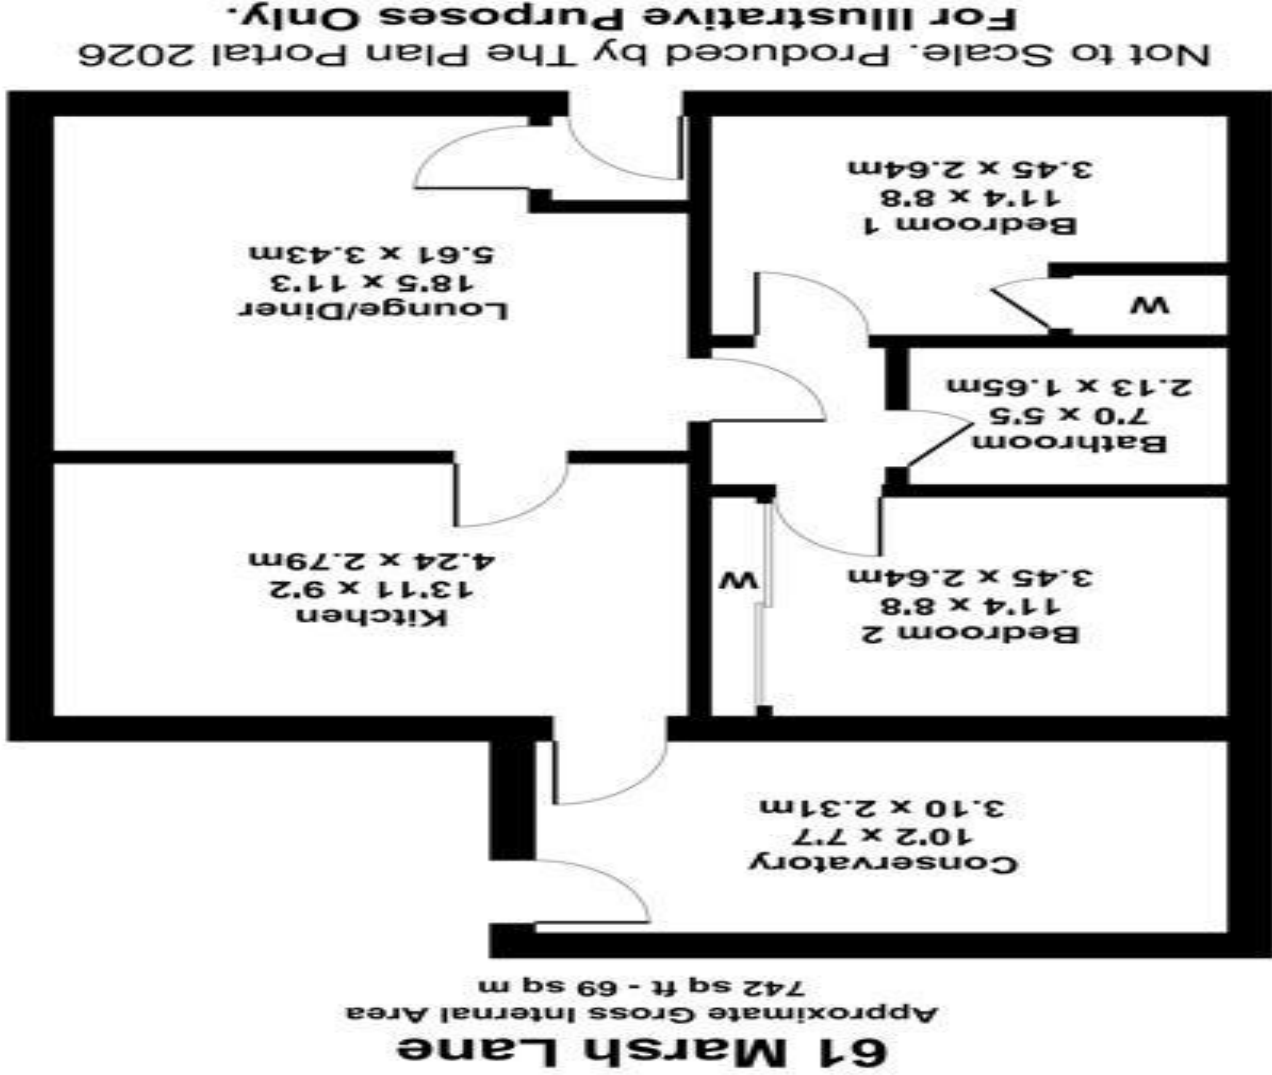 61 Marsh Lane
Approximate Gross Internal Area
742 sq ft - 69 sq m
Conservatory
10'2 x 7'7
3.10 x 2.31m
Bedroom 2
11'4 x 8'8
3.45 x 2.64m
W
Kitchen
13'11 x 9'2
4.24 x 2.79m
Bathroom
7'0 x 5'5
2.13 x 1.65m
W
Lounge/Diner
18'5 x 11'3
5.61 x 3.43m
Bedroom 1
11'4 x 8'8
3.45 x 2.64m
Not to Scale. Produced by The Plan Portal 2026
For Illustrative Purposes Only.